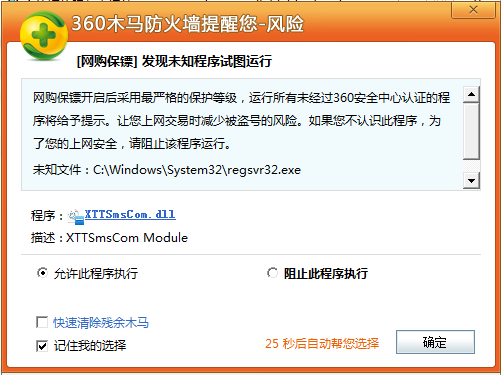 360木马防火墙提醒您-风险
[网购保镖] 发现未知程序试图运行
网购保镖开启后采用最严格的保护等级，运行所有未经过360安全中心认证的程
序将给予提示。让您上网交易时减少被盗号的风险。如果您不认识此程序，为
了您的上网安全，请阻止该程序运行。
未知文件：C:\Windows\System32\regsvr32.exe
程序：XTTSmsCom.dll
描述：XTTSmsCom Module
允许此程序执行 阻止此程序执行
快速清除残余木马
记住我的选择 25 秒后自动帮您选择 确定